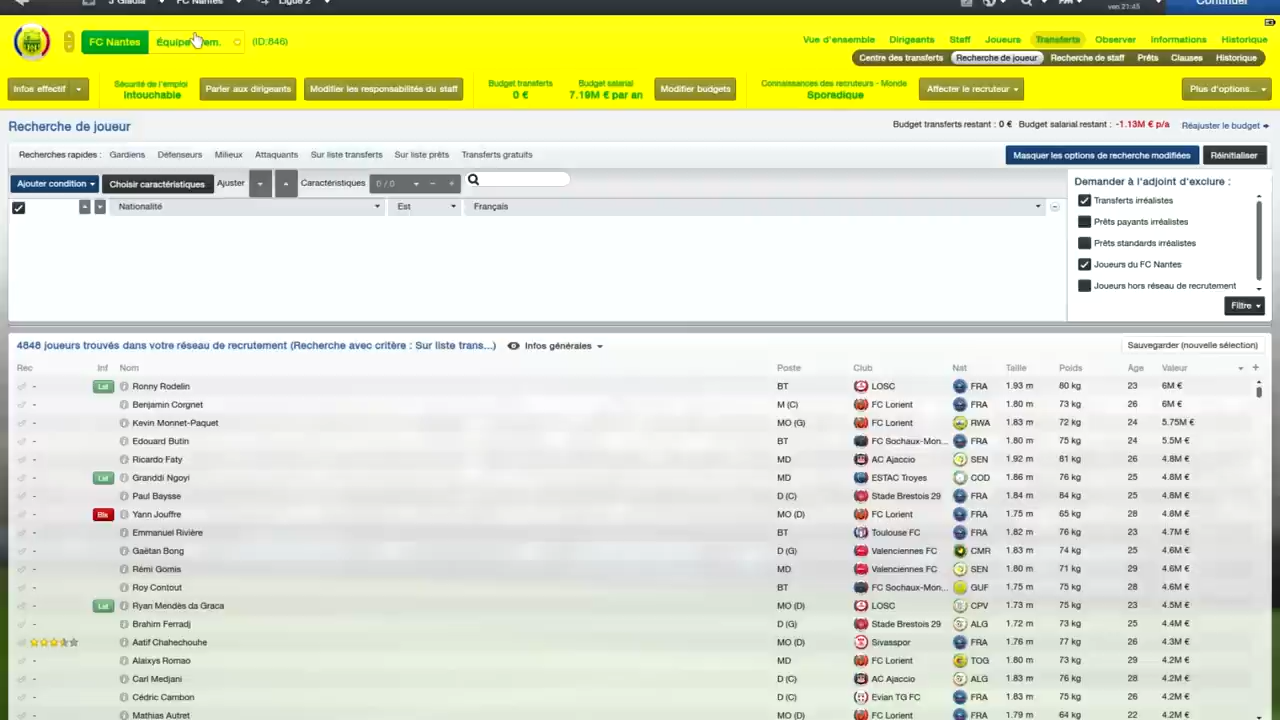 J Gladia FC Nantes Ligue 2 ven 21:45 Continuer
FC Nantes Équipe (ID:846)
Vue d'ensemble Dirigeants Staff Joueurs Transferts Observer Informations Historique
Centre des transferts Recherche de joueur Recherche de staff Prêts Clauses Historique
Infos effectif Sécurité de l'emploi intouchable Parler aux dirigeants Modifier les responsabilités du staff Budget transferts 0 € Budget salarial 7.19M € par an Modifier budgets Connaissances des recruteurs - Monde Sporadique Affecter le recruteur Plus d'options...
Recherche de joueur Budget transferts restant : 0 € Budget salarial restant : -1.13M € p/a Réajuster le budget
Recherches rapides : Gardiens Défenseurs Milieux Attaquants Sur liste transferts Sur liste prêts Transferts gratuits Masquer les options de recherche modifiées Réinitialiser
Ajouter condition Choisir caractéristiques Ajuster Caractéristiques 0 / 0
Nationalité Est Français
Demander à l'adjoint d'exclure :
Transferts irréalistes
Prêts payants irréalistes
Prêts standards irréalistes
Joueurs du FC Nantes
Joueurs hors réseau de recrutement
Filtre
4848 joueurs trouvés dans votre réseau de recrutement (Recherche avec critère : Sur liste trans...) Infos générales Sauvegarder (nouvelle sélection)
Rec Inf Nom Poste Club Nat Taille Poids Age Valeur +
- Lst Ronny Rodelin BT LOSC FRA 1.93 m 80 kg 23 6M €
- Benjamin Corgnet M (C) FC Lorient FRA 1.80 m 73 kg 26 6M €
- Kevin Monnet-Paquet MO (G) FC Lorient RWA 1.83 m 72 kg 24 5.75M €
- Edouard Butin BT FC Sochaux-Mon... FRA 1.80 m 75 kg 24 5.5M €
- Ricardo Faty MD AC Ajaccio SEN 1.92 m 81 kg 26 4.8M €
- Lst Granddi Ngoyi MD ESTAC Troyes COD 1.86 m 76 kg 25 4.8M €
- Paul Baysse D (C) Stade Brestois 29 FRA 1.84 m 84 kg 25 4.8M €
- Bls Yann Jouffre MO (D) FC Lorient FRA 1.75 m 65 kg 28 4.8M €
- Emmanuel Rivière BT Toulouse FC FRA 1.82 m 76 kg 23 4.7M €
- Gaëtan Bong D (G) Valenciennes FC CMR 1.83 m 74 kg 25 4.6M €
- Rémi Gomis MD Valenciennes FC SEN 1.80 m 71 kg 29 4.6M €
- Roy Contout BT FC Sochaux-Mon... GUF 1.75 m 75 kg 28 4.6M €
- Lst Ryan Mendès da Graca MO (D) LOSC CPV 1.73 m 75 kg 23 4.5M €
- Brahim Ferradj D (G) Stade Brestois 29 ALG 1.72 m 73 kg 25 4.4M €
Aatif Chahechouhe MO (D) Sivasspor FRA 1.76 m 77 kg 26 4.3M €
- Alaixys Romao MD FC Lorient TOG 1.80 m 73 kg 29 4.2M €
- Carl Medjani D (C) AC Ajaccio ALG 1.83 m 76 kg 28 4.2M €
- Cédric Cambon D (C) Evian TG FC FRA 1.83 m 75 kg 26 4.2M €
- Mathias Autret MO (D) FC Lorient FRA 1.79 m 64 kg 22 4.2M €